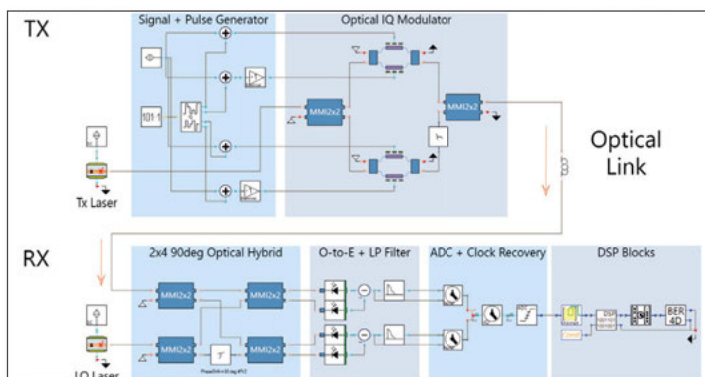 TX
Signal + Pulse Generator
Optical IQ Modulator
101-1
MMI2x2
MMI2x2
τ
Tx Laser
Optical
Link
RX
2x4 90deg Optical Hybrid
O-to-E + LP Filter
ADC + Clock Recovery
DSP Blocks
MMI2x2
MMI2x2
MMI2x2
MMI2x2
τ
DSP
BER
4D
LO Laser